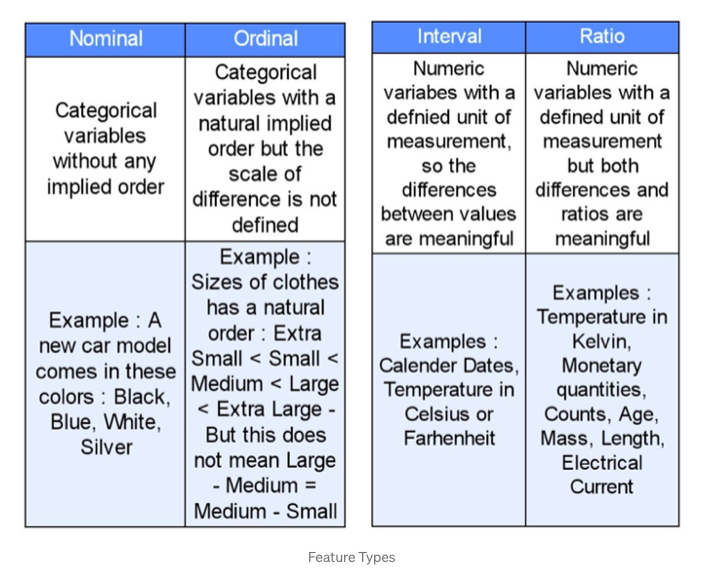 Nominal
Ordinal
Categorical
variables
without any
implied order
Categorical
variables with a
natural implied
order but the
scale of
difference is not
defined
Example : A
new car model
comes in these
colors : Black,
Blue, White,
Silver
Example :
Sizes of clothes
has a natural
order : Extra
Small < Small <
Medium < Large
< Extra Large -
But this does
not mean Large
- Medium =
Medium - Small
Interval
Ratio
Numeric
variabes with a
defnied unit of
measurement,
so the
differences
between values
are meaningful
Numeric
variables with a
defined unit of
measurement
but both
differences and
ratios are
meaningful
Examples :
Calender Dates,
Temperature in
Celsius or
Farhenheit
Examples :
Temperature in
Kelvin,
Monetary
quantities,
Counts, Age,
Mass, Length,
Electrical
Current
Feature Types